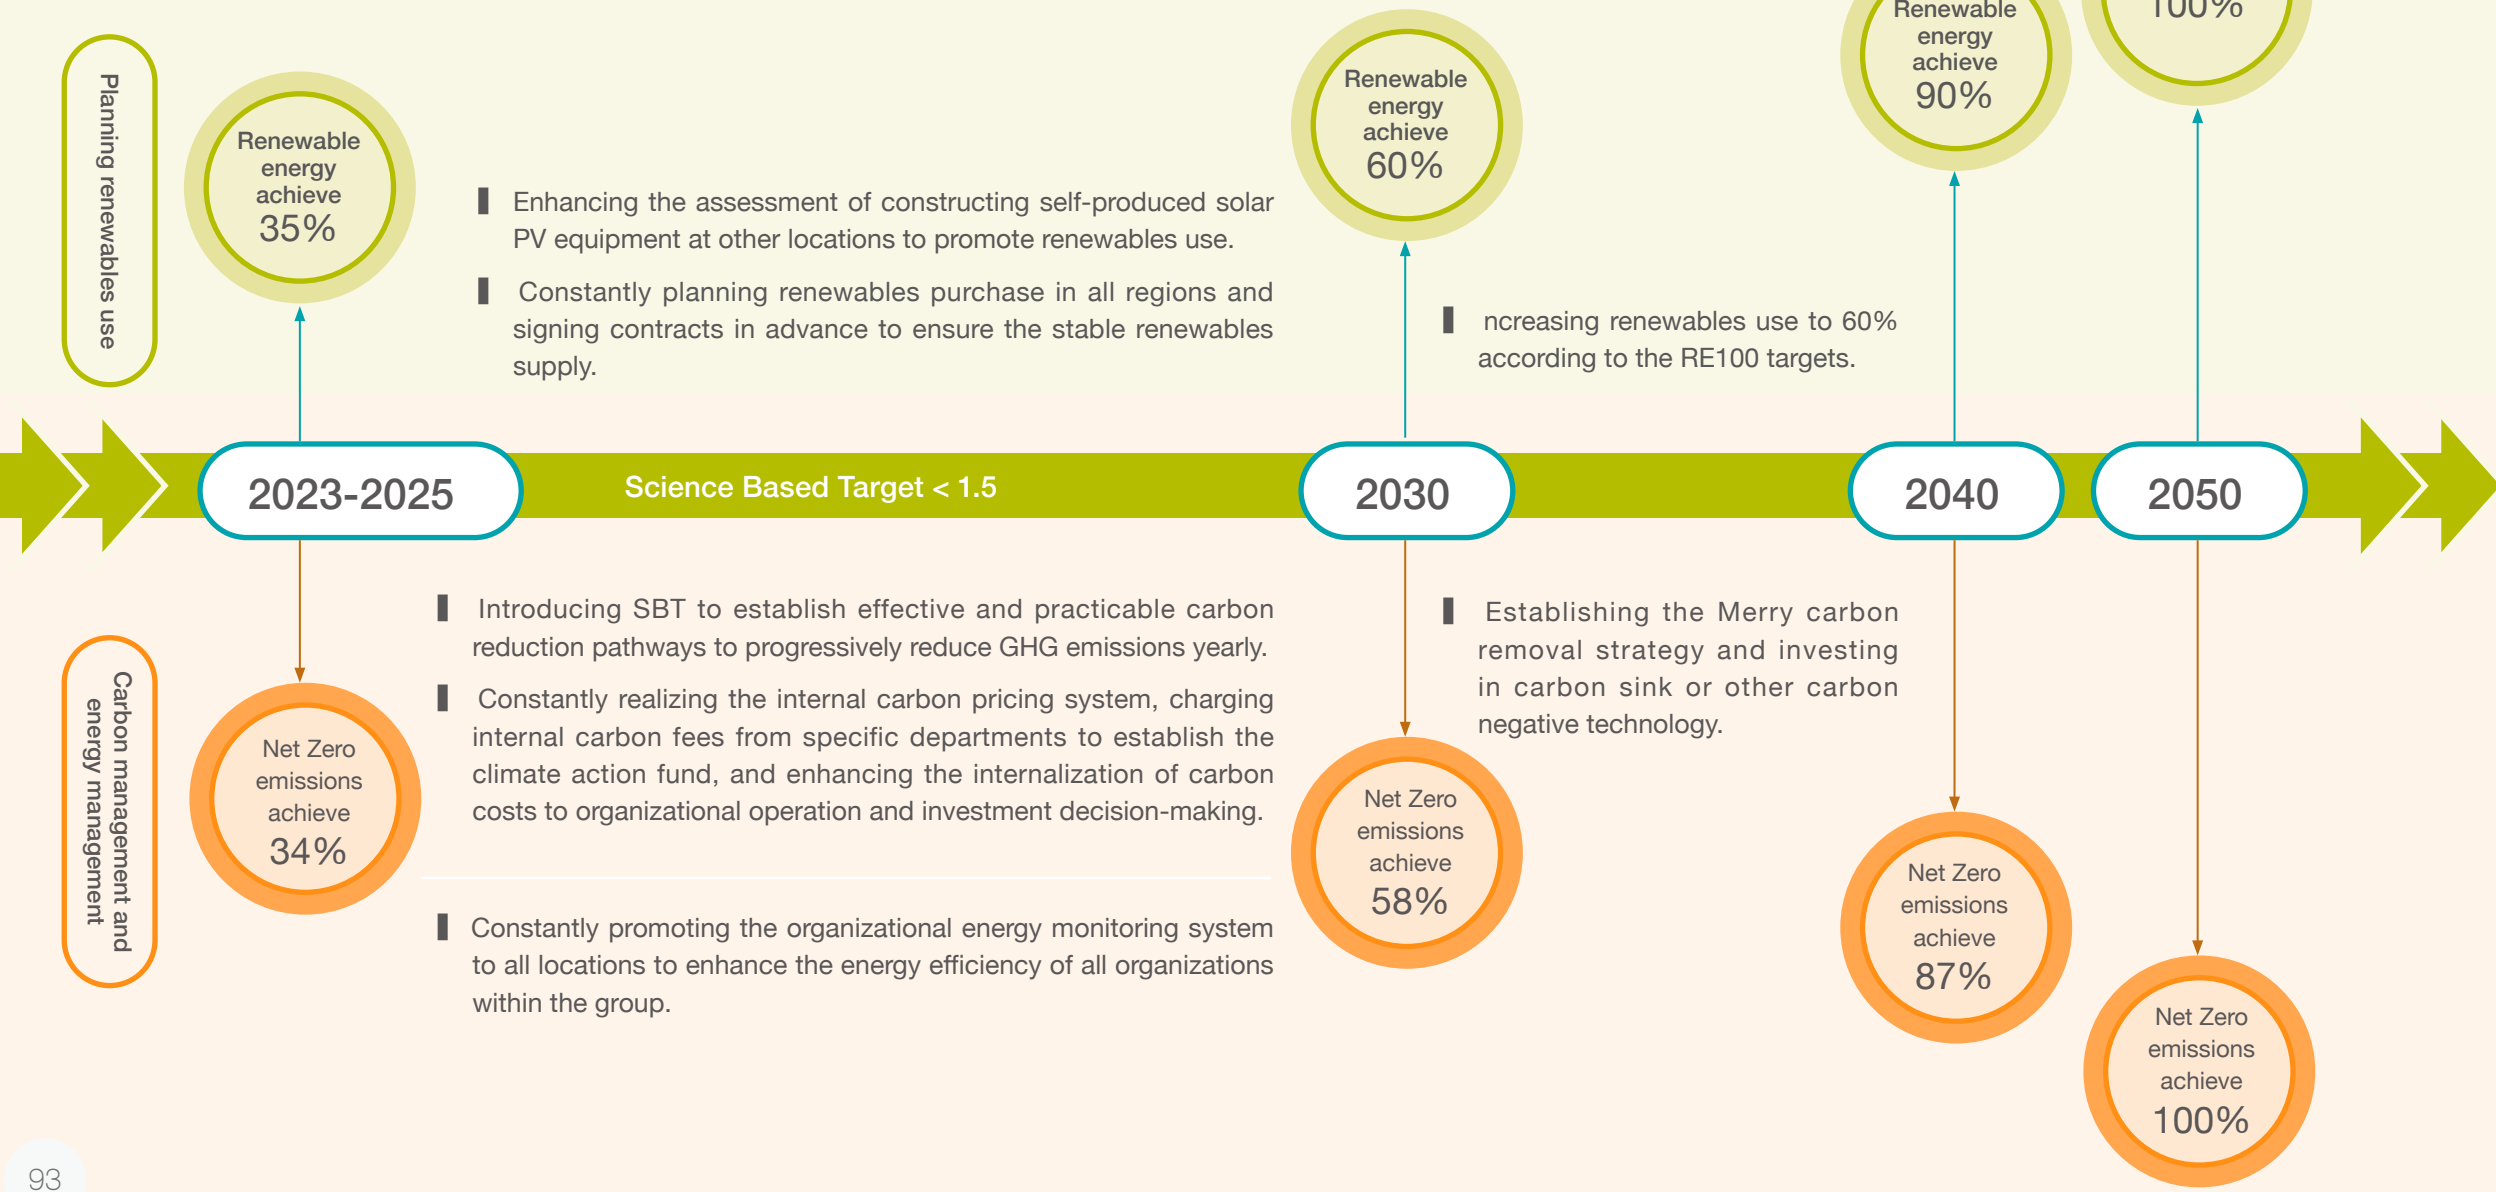 Planning renewables use
Renewable
energy
achieve
35%
Enhancing the assessment of constructing self-produced solar
PV equipment at other locations to promote renewables use.
Constantly planning renewables purchase in all regions and
signing contracts in advance to ensure the stable renewables
supply.
Renewable
energy
achieve
60%
ncreasing renewables use to 60%
according to the RE100 targets.
Renewable
energy
achieve
90%
100%
2023-2025
Science Based Target < 1.5
2030
2040
2050
Carbon management and
energy management
Net Zero
emissions
achieve
34%
Introducing SBT to establish effective and practicable carbon
reduction pathways to progressively reduce GHG emissions yearly.
Constantly realizing the internal carbon pricing system, charging
internal carbon fees from specific departments to establish the
climate action fund, and enhancing the internalization of carbon
costs to organizational operation and investment decision-making.
Constantly promoting the organizational energy monitoring system
to all locations to enhance the energy efficiency of all organizations
within the group.
Net Zero
emissions
achieve
58%
Establishing the Merry carbon
removal strategy and investing
in carbon sink or other carbon
negative technology.
Net Zero
emissions
achieve
87%
Net Zero
emissions
achieve
100%
93